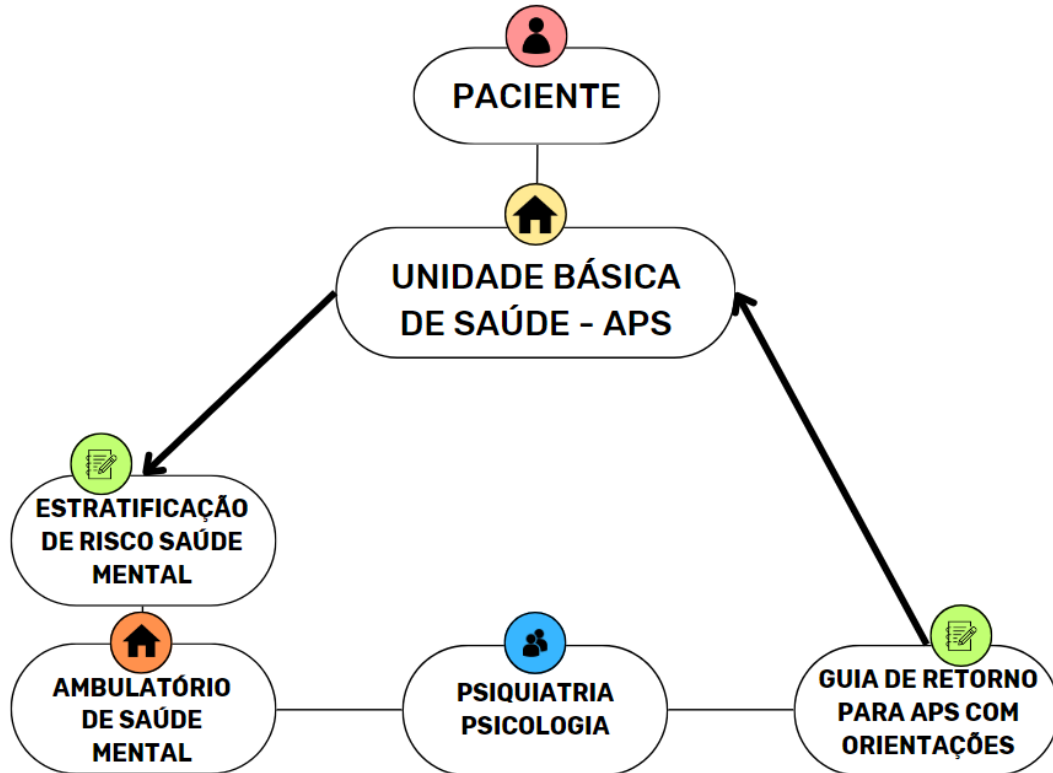 PACIENTE
UNIDADE BÁSICA
DE SAÚDE - APS
ESTRATIFICAÇÃO
DE RISCO SAÚDE
MENTAL
AMBULATÓRIO
DE SAÚDE
MENTAL
PSIQUIATRIA
PSICOLOGIA
GUIA DE RETORNO
PARA APS COM
ORIENTAÇÕES